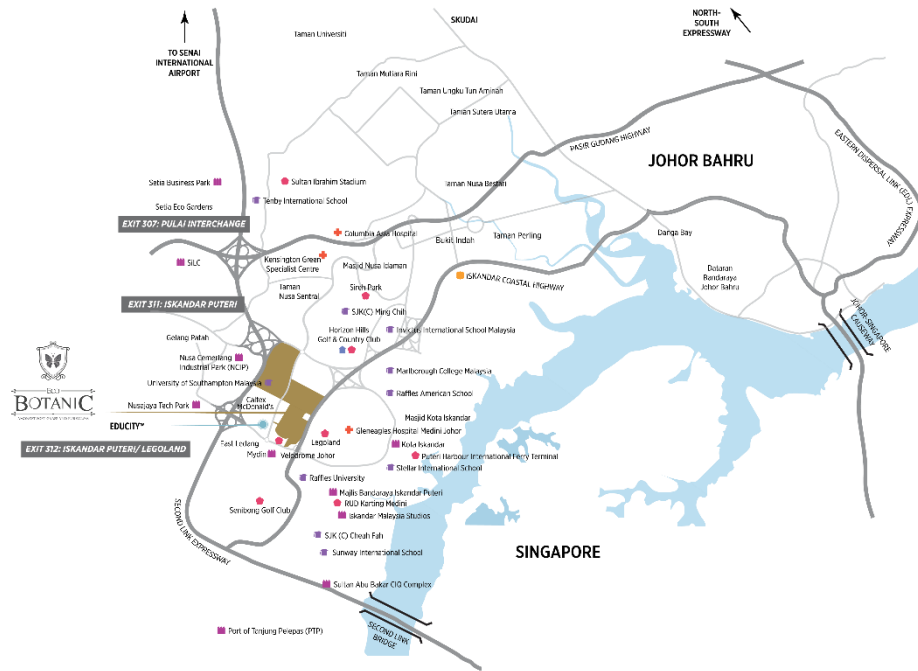 TO SENAI
INTERNATIONAL
AIRPORT
SKUDAI
NORTH-
SOUTH
EXPRESSWAY
Taman Universiti
Taman Mutiara Rini
Taman Ungku Tun Aminah
Taman Sutera Utama
PASIR GUDANG HIGHWAY
JOHOR BAHRU
EASTERN DISPERSAL LINK (EDL) EXPRESSWAY
Setia Business Park
Sultan Ibrahim Stadium
Taman Nusa Bestari
Setia Eco Gardens
Tenby International School
EXIT 307: PULAI INTERCHANGE
Columbia Asia Hospital
Taman Perling
Bukit Indah
Danga Bay
SiLC
Kensington Green
Specialist Centre
Masjid Nusa Idaman
ISKANDAR COASTAL HIGHWAY
Dataran
Bandaraya
Johor Bahru
Taman
Nusa Sentral
Sireh Park
EXIT 311: ISKANDAR PUTERI
SJK(C) Ming Chih
JOHOR-SINGAPORE
CAUSEWAY
Gelang Patah
Horizon Hills
Golf & Country Club
Invictus International School Malaysia
Nusa Cemerlang
Industrial Park (NCIP)
Marlborough College Malaysia
University of Southampton Malaysia
Raffles American School
ECO
BOTANIC
Nusajaya Tech Park
Caltex
McDonald's
Masjid Kota Iskandar
EDUCITY™
Gleneagles Hospital Medini Johor
EXIT 312: ISKANDAR PUTERI/ LEGOLAND
East Ledang
Legoland
Kota Iskandar
Mydin
Velodrome Johor
Puteri Harbour International Ferry Terminal
Stellar International School
Raffles University
Majlis Bandaraya Iskandar Puteri
Senibong Golf Club
RUD Karting Medini
Iskandar Malaysia Studios
SECOND LINK EXPRESSWAY
SJK (C) Cheah Fah
SINGAPORE
Sunway International School
Sultan Abu Bakar CIQ Complex
SECOND LINK
BRIDGE
Port of Tanjung Pelepas (PTP)